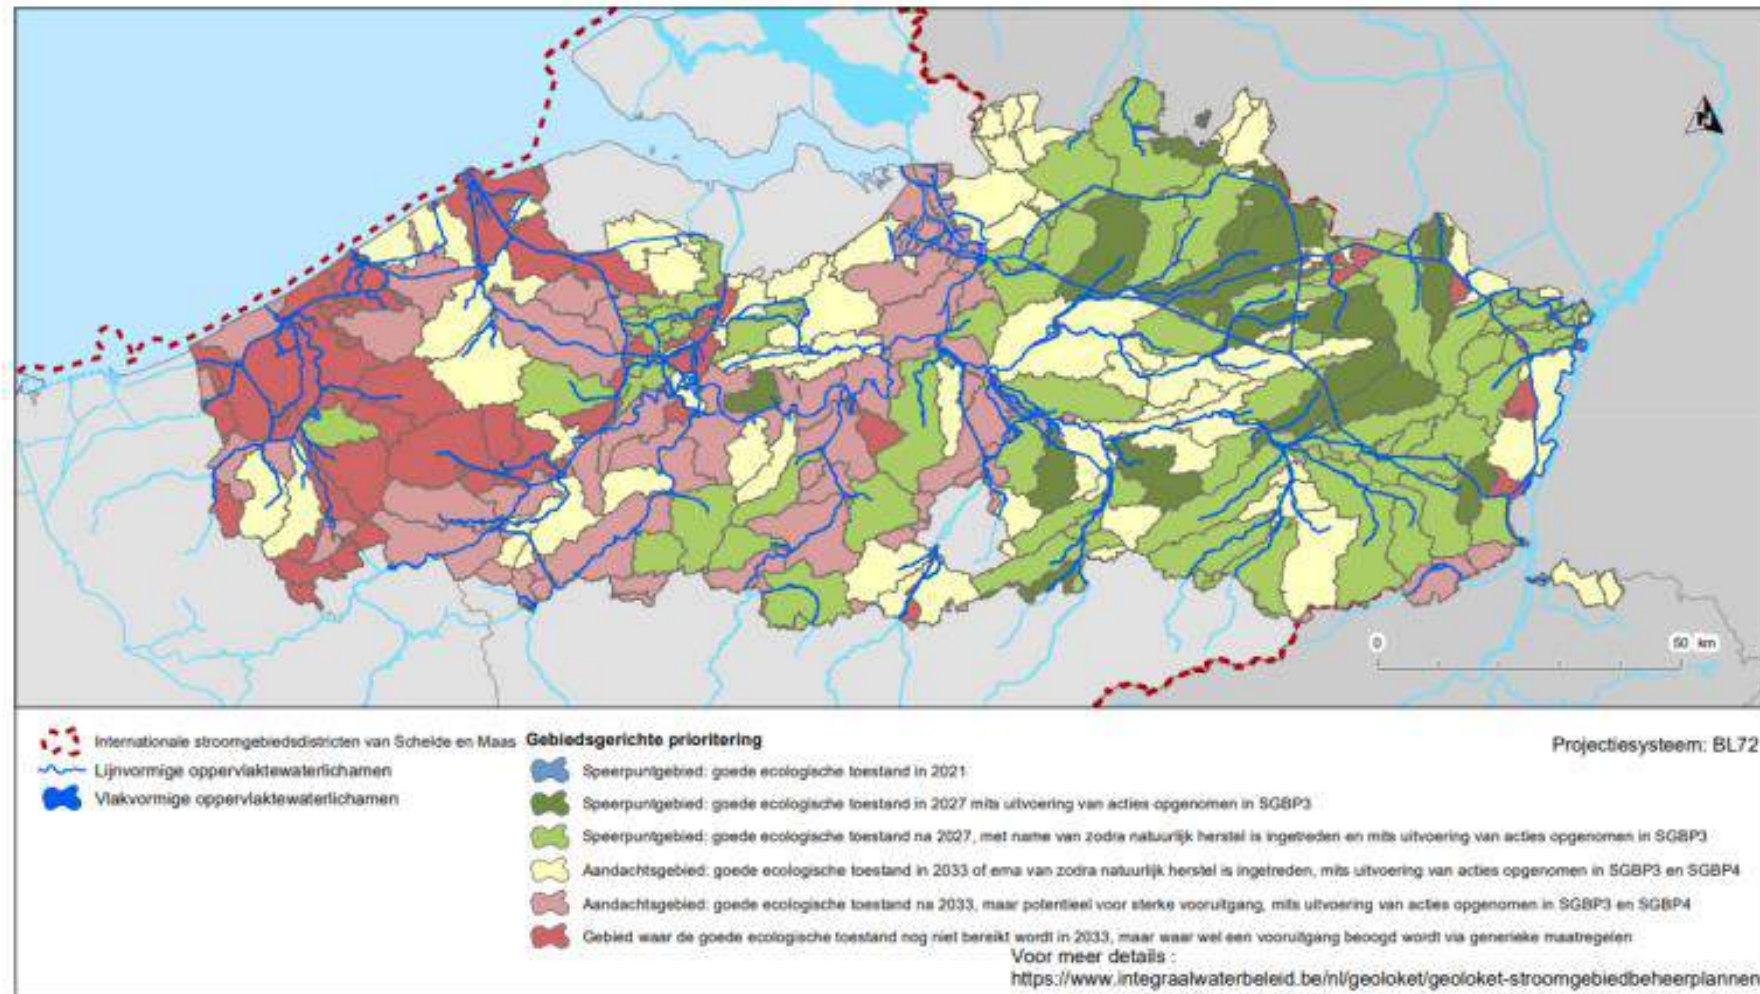 0 50 km
Internationale stroomgebiedsdistricten van Schelde en Maas
Lijnvormige oppervlaktewaterlichamen
Vlakvormige oppervlaktewaterlichamen
Gebiedsgerichte prioritering
Projectiesysteem: BL72
Speerpuntgebied: goede ecologische toestand in 2021
Speerpuntgebied: goede ecologische toestand in 2027 mits uitvoering van acties opgenomen in SGBP3
Speerpuntgebied: goede ecologische toestand na 2027, met name van zodra natuurlijk herstel is ingetreden en mits uitvoering van acties opgenomen in SGBP3
Aandachtsgebied: goede ecologische toestand in 2033 of erna van zodra natuurlijk herstel is ingetreden, mits uitvoering van acties opgenomen in SGBP3 en SGBP4
Aandachtsgebied: goede ecologische toestand na 2033, maar potentieel voor sterke vooruitgang, mits uitvoering van acties opgenomen in SGBP3 en SGBP4
Gebied waar de goede ecologische toestand nog niet bereikt wordt in 2033, maar waar wel een vooruitgang beoogd wordt via generieke maatregelen
Voor meer details :
https://www.integraalwaterbeleid.be/nl/geoloket/geoloket-stroomgebiedbeheerplannen